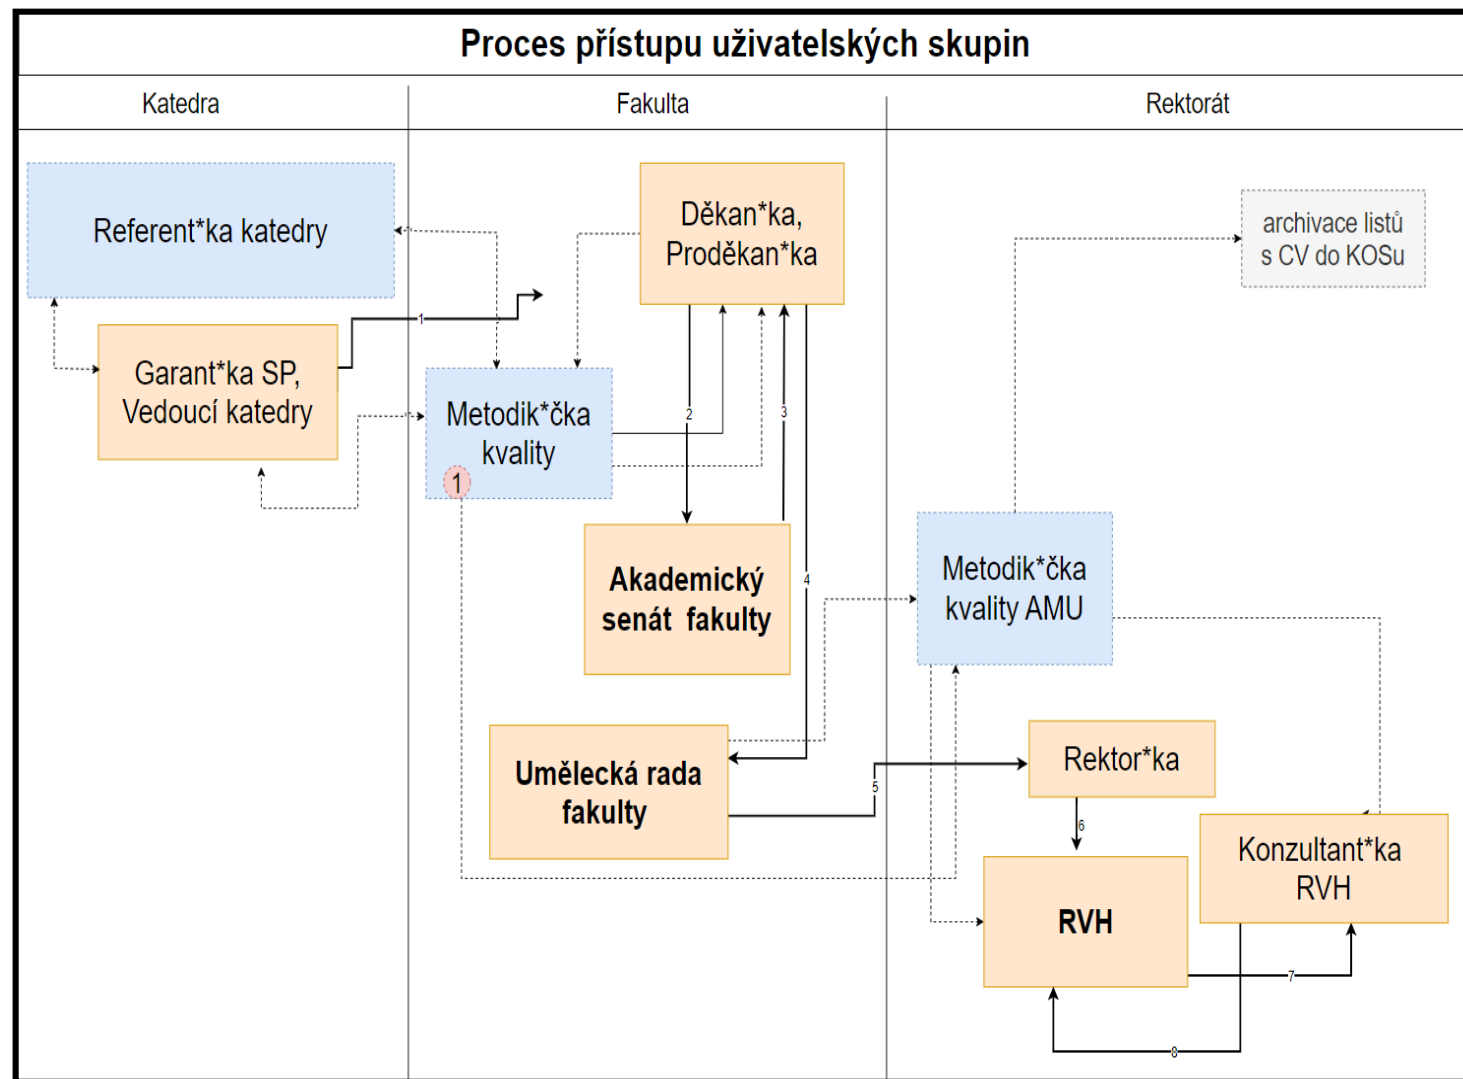 Proces přístupu uživatelských skupin
Katedra
Fakulta
Rektorát
Referent*ka katedry
Děkan*ka,
Proděkan*ka
archivace listů
s CV do KOSu
1
Garant*ka SP,
Vedoucí katedry
Metodik*čka
kvality
1
2
3
Akademický
senát fakulty
4
Metodik*čka
kvality AMU
Umělecká rada
fakulty
5
Rektor*ka
6
Konzultant*ka
RVH
RVH
7
8